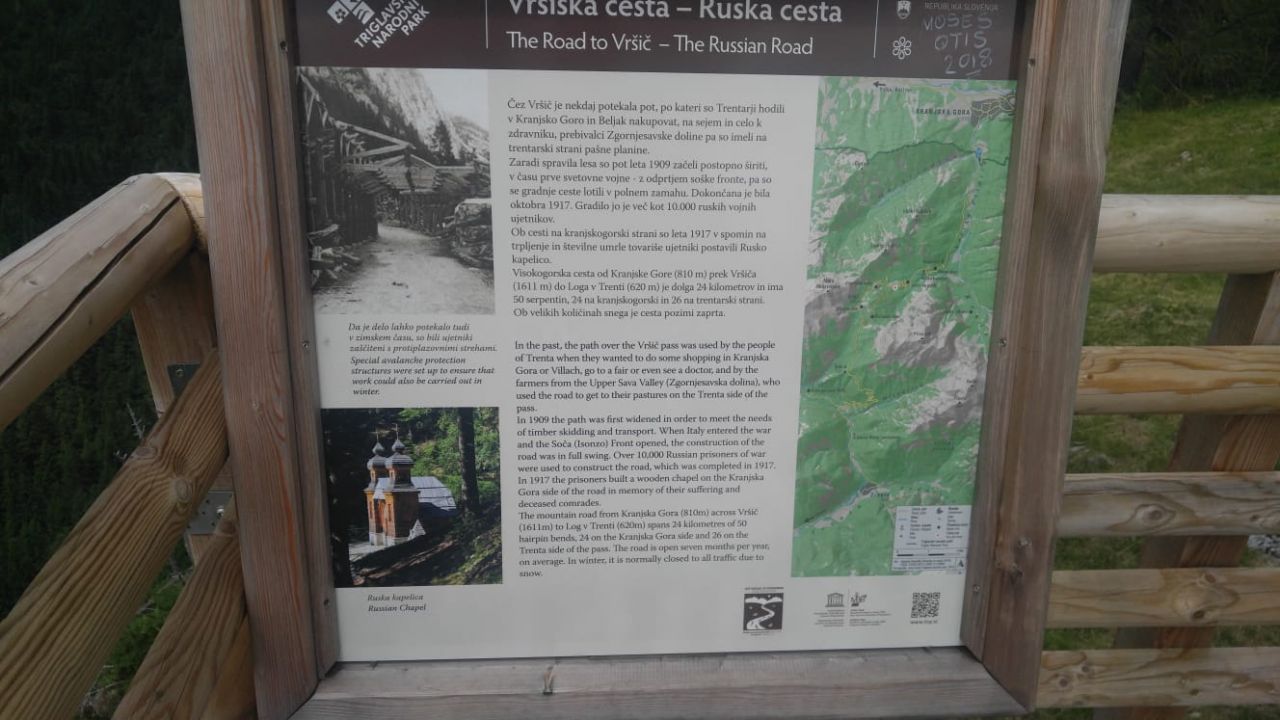 TRIGLAVSKI
NARODNI
PARK
Vršiška cesta – Ruska cesta
The Road to Vršič – The Russian Road
REPUBLIKA SLOVENIJA
MOSES
OTIS
2018
Čez Vršič je nekdaj potekala pot, po kateri so Trentarji hodili
v Kranjsko Goro in Beljak nakupovat, na sejem in celo k
zdravniku, prebivalci Zgornjesavske doline pa so imeli na
trentarski strani pašne planine.
Zaradi spravila lesa so pot leta 1909 začeli postopno širiti,
v času prve svetovne vojne - z odprtjem soške fronte, pa so
se gradnje ceste lotili v polnem zamahu. Dokončana je bila
oktobra 1917. Gradilo jo je več kot 10.000 ruskih vojnih
ujetnikov.
Ob cesti na kranjskogorski strani so leta 1917 v spomin na
trpljenje in številne umrle tovariše ujetniki postavili Rusko
kapelico.
Visokogorska cesta od Kranjske Gore (810 m) prek Vršiča
(1611 m) do Loga v Trenti (620 m) je dolga 24 kilometrov in ima
50 serpentin, 24 na kranjskogorski in 26 na trentarski strani.
Ob velikih količinah snega je cesta pozimi zaprta.
In the past, the path over the Vršič pass was used by the people
of Trenta when they wanted to do some shopping in Kranjska
Gora or Villach, go to a fair or even see a doctor, and by the
farmers from the Upper Sava Valley (Zgornjesavska dolina), who
used the road to get to their pastures on the Trenta side of the
pass.
In 1909 the path was first widened in order to meet the needs
of timber skidding and transport. When Italy entered the war
and the Soča (Isonzo) Front opened, the construction of the
road was in full swing. Over 10,000 Russian prisoners of war
were used to construct the road, which was completed in 1917.
In 1917 the prisoners built a wooden chapel on the Kranjska
Gora side of the road in memory of their suffering and
deceased comrades.
The mountain road from Kranjska Gora (810m) across Vršič
(1611m) to Log v Trenti (620m) spans 24 kilometres of 50
hairpin bends, 24 on the Kranjska Gora side and 26 on the
Trenta side of the pass. The road is open seven months per year,
on average. In winter, it is normally closed to all traffic due to
snow.
Da je delo lahko potekalo tudi
v zimskem času, so bili ujetniki
zaščiteni s protiplazovnimi strehami.
Special avalanche protection
structures were set up to ensure that
work could also be carried out in
winter.
Ruska kapelica
Russian Chapel
KRANJSKA GORA
www.tnp.si